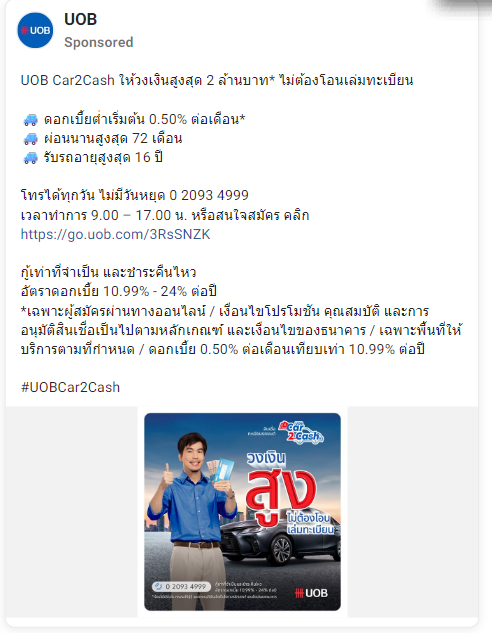 UOB
UOB
Sponsored
UOB Car2Cash ให้วงเงินสูงสุด 2 ล้านบาท* ไม่ต้องโอนเล่มทะเบียน
ดอกเบี้ยต่ำเริ่มต้น 0.50% ต่อเดือน*
ผ่อนนานสูงสุด 72 เดือน
รับรถอายุสูงสุด 16 ปี
โทรได้ทุกวัน ไม่มีวันหยุด 0 2093 4999
เวลาทำการ 9.00 – 17.00 น. หรือสนใจสมัคร คลิก
https://go.uob.com/3RsSNZK
กู้เท่าที่จำเป็น และชำระคืนไหว
อัตราดอกเบี้ย 10.99% - 24% ต่อปี
*เฉพาะผู้สมัครผ่านทางออนไลน์ / เงื่อนไขโปรโมชัน คุณสมบัติ และการ
อนุมัติสินเชื่อเป็นไปตามหลักเกณฑ์ และเงื่อนไขของธนาคาร / เฉพาะพื้นที่ให้
บริการตามที่กำหนด / ดอกเบี้ย 0.50% ต่อเดือนเทียบเท่า 10.99% ต่อปี
#UOBCar2Cash
Car
2Cash
วงเงิน
สูง
ไม่ต้องโอน
เล่มทะเบียน
0 2093 4999
UOB